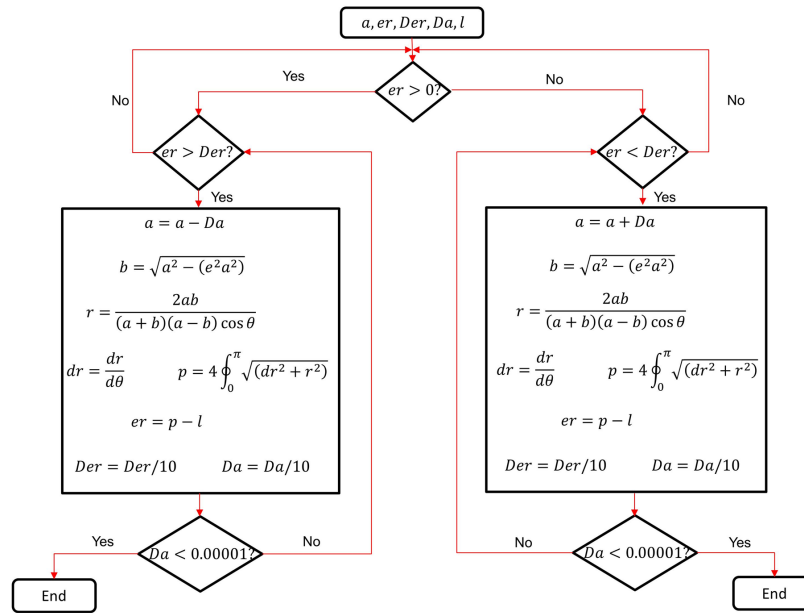 a, er, Der, Da, l
Yes
No
er > 0?
No
No
er > Der?
er < Der?
Yes
Yes
a = a − Da
b = √(a² − (e²a²))
r = 2ab / (a + b)(a − b) cos θ
dr = dr/dθ
p = 4 ∮₀^π √(dr² + r²)
er = p − l
Der = Der/10
Da = Da/10
a = a + Da
b = √(a² − (e²a²))
r = 2ab / (a + b)(a − b) cos θ
dr = dr/dθ
p = 4 ∮₀^π √(dr² + r²)
er = p − l
Der = Der/10
Da = Da/10
Yes
Da < 0.00001?
No
No
Da < 0.00001?
Yes
End
End